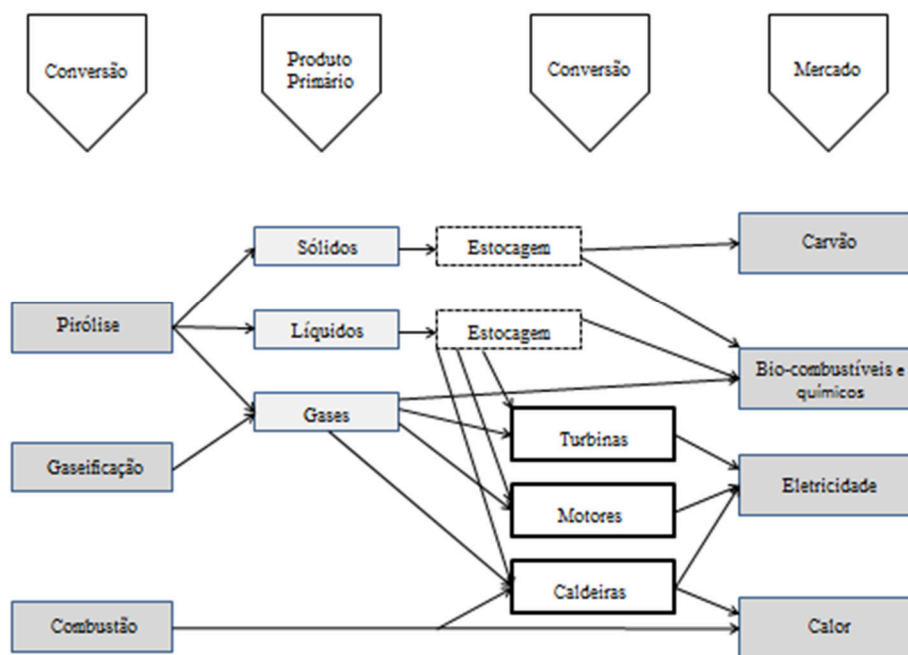 Conversão
Produto
Primário
Conversão
Mercado
Sólidos
Estocagem
Carvão
Pirólise
Líquidos
Estocagem
Bio-combustíveis e
químicos
Gases
Turbinas
Gaseificação
Eletricidade
Motores
Caldeiras
Combustão
Calor